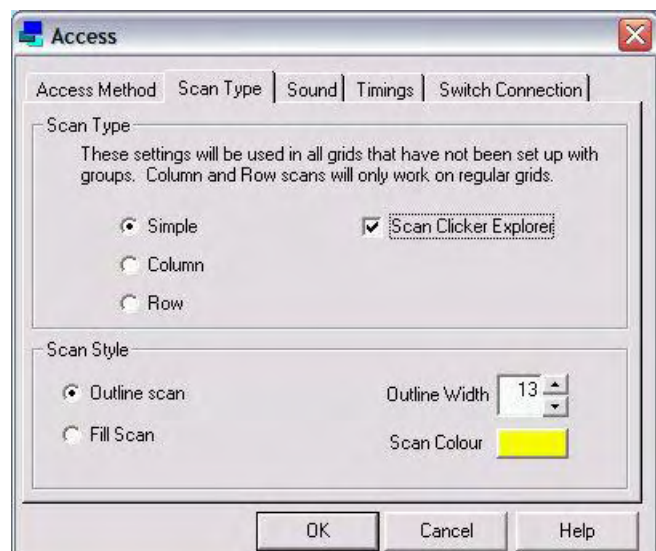 Access
Access Method Scan Type Sound Timings Switch Connection
Scan Type
These settings will be used in all grids that have not been set up with
groups. Column and Row scans will only work on regular grids.
Simple Scan Clicker Explorer
Column
Row
Scan Style
Outline scan Outline Width 13
Fill Scan Scan Colour
OK Cancel Help